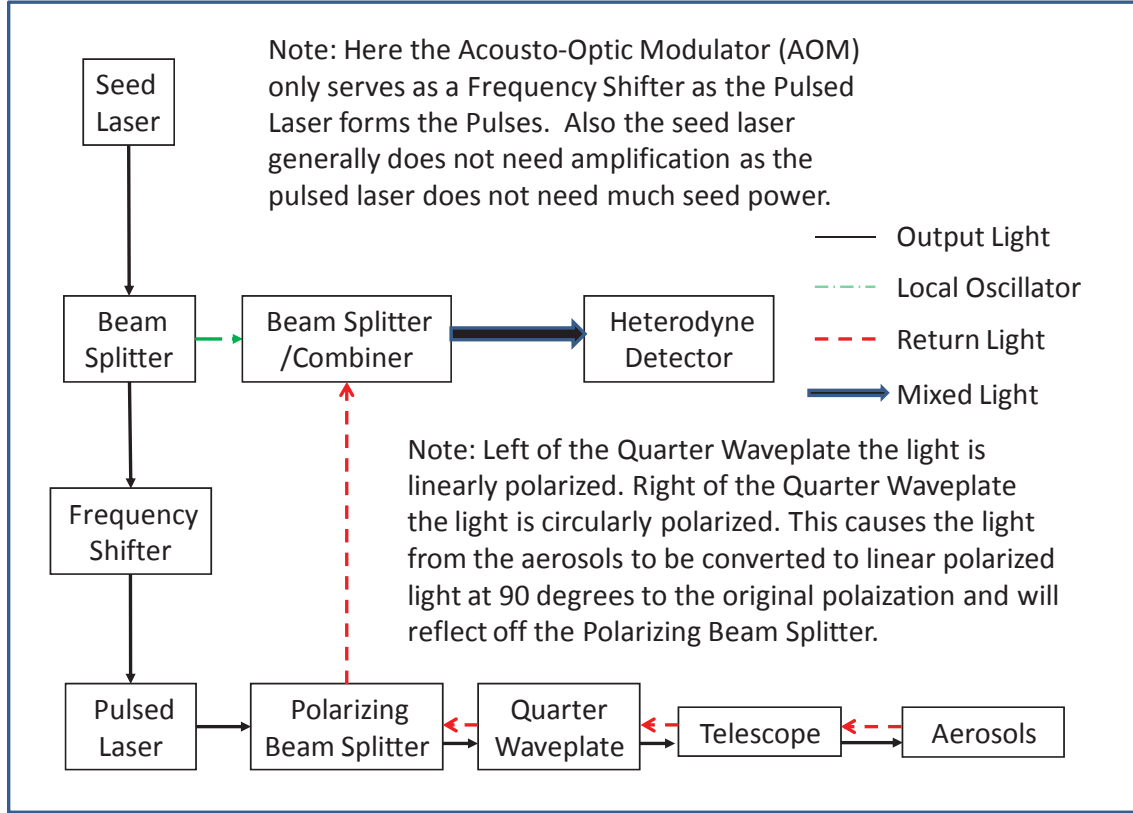 Note: Here the Acousto-Optic Modulator (AOM)
only serves as a Frequency Shifter as the Pulsed
Laser forms the Pulses.  Also the seed laser
generally does not need amplification as the
pulsed laser does not need much seed power.
Seed
Laser
Output Light
Local Oscillator
Return Light
Mixed Light
Beam
Splitter
Beam Splitter
/Combiner
Heterodyne
Detector
Note: Left of the Quarter Waveplate the light is
linearly polarized. Right of the Quarter Waveplate
the light is circularly polarized. This causes the light
from the aerosols to be converted to linear polarized
light at 90 degrees to the original polaization and will
reflect off the Polarizing Beam Splitter.
Frequency
Shifter
Pulsed
Laser
Polarizing
Beam Splitter
Quarter
Waveplate
Telescope
Aerosols